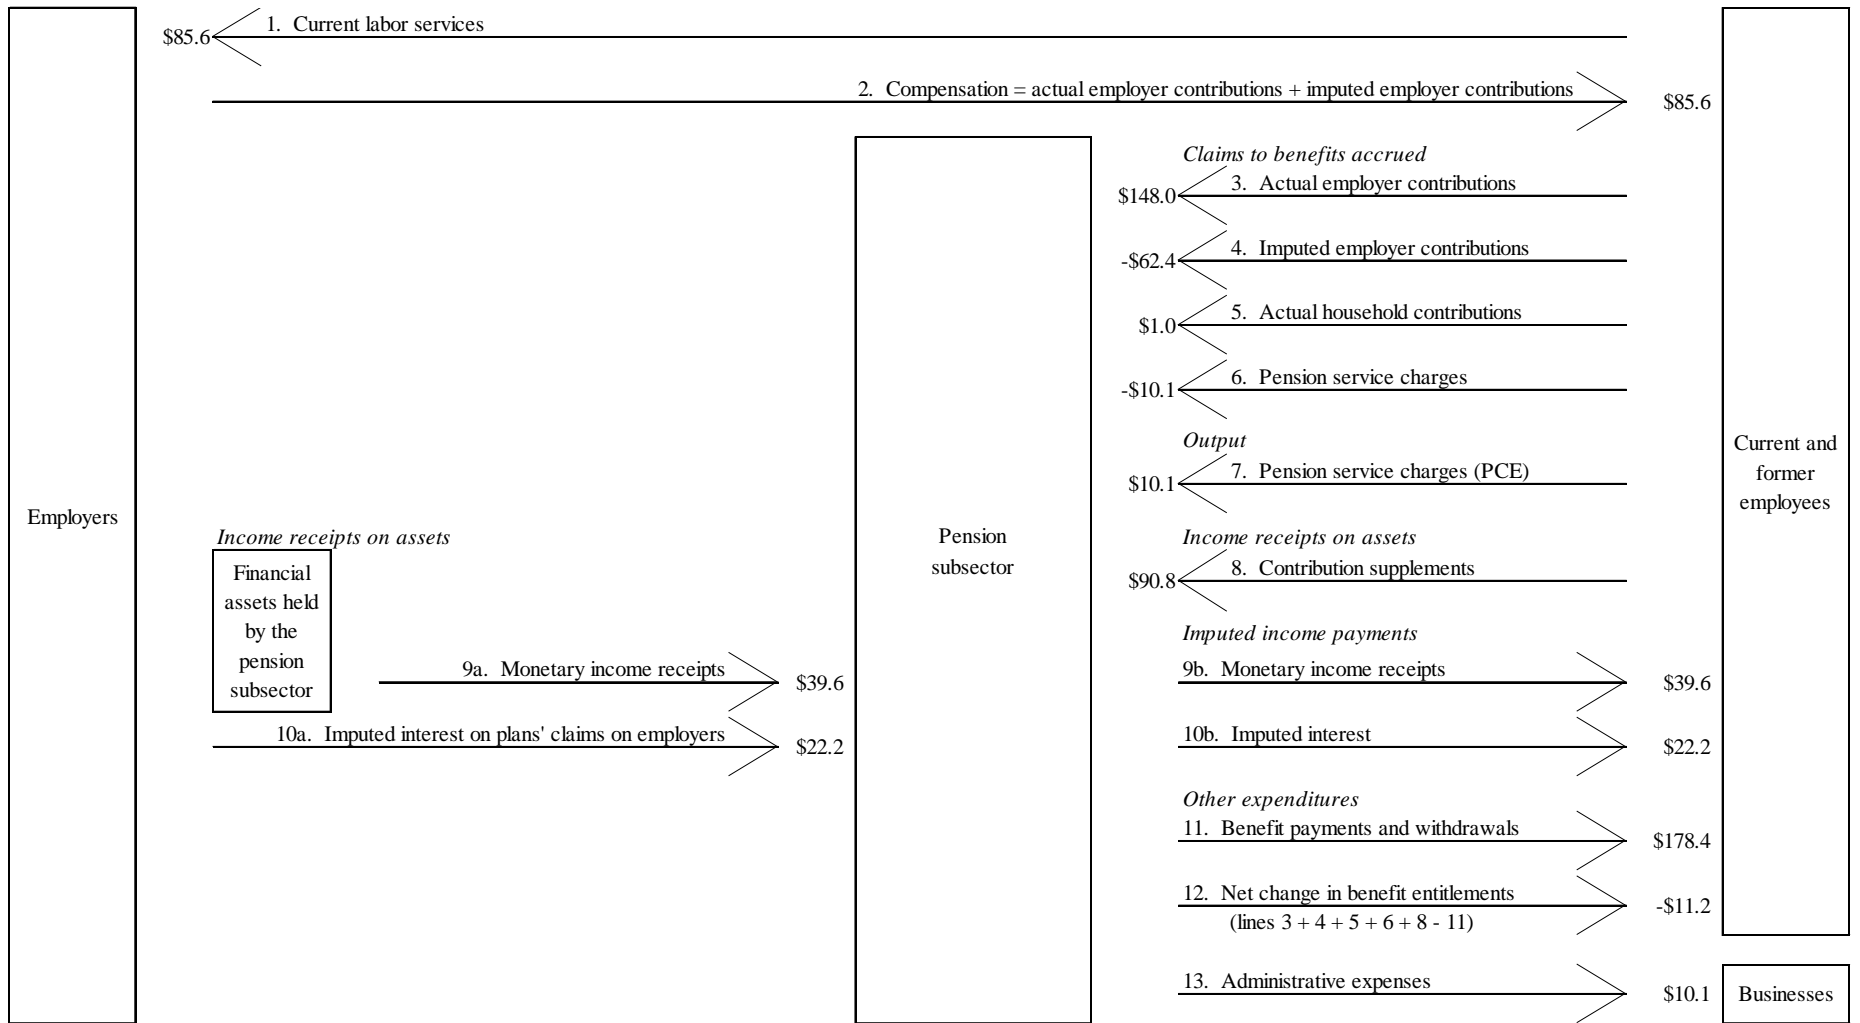 1. Current labor services
$85.6
2. Compensation = actual employer contributions + imputed employer contributions
$85.6
Claims to benefits accrued
3. Actual employer contributions
$148.0
4. Imputed employer contributions
-$62.4
5. Actual household contributions
$1.0
6. Pension service charges
-$10.1
Output
7. Pension service charges (PCE)
$10.1
Current and
former
employees
Employers
Income receipts on assets
Pension
subsector
Income receipts on assets
Financial
assets held
by the
pension
subsector
8. Contribution supplements
$90.8
Imputed income payments
9a. Monetary income receipts
$39.6
9b. Monetary income receipts
$39.6
10a. Imputed interest on plans' claims on employers
$22.2
10b. Imputed interest
$22.2
Other expenditures
11. Benefit payments and withdrawals
$178.4
12. Net change in benefit entitlements
(lines 3 + 4 + 5 + 6 + 8 - 11)
-$11.2
13. Administrative expenses
$10.1
Businesses